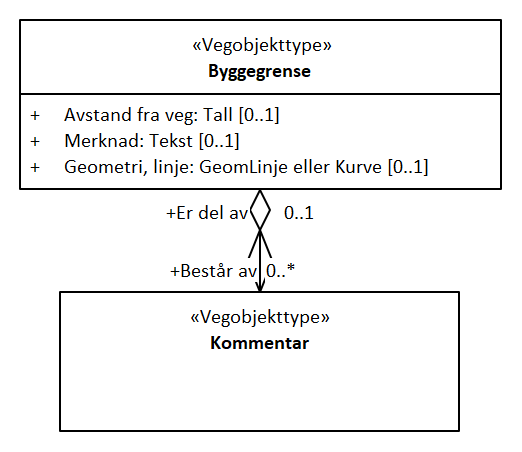 «Vegobjekttype»
Byggegrense
+ Avstand fra veg: Tall [0..1]
+ Merknad: Tekst [0..1]
+ Geometri, linje: GeomLinje eller Kurve [0..1]
+Er del av 0..1
+Består av 0..*
«Vegobjekttype»
Kommentar